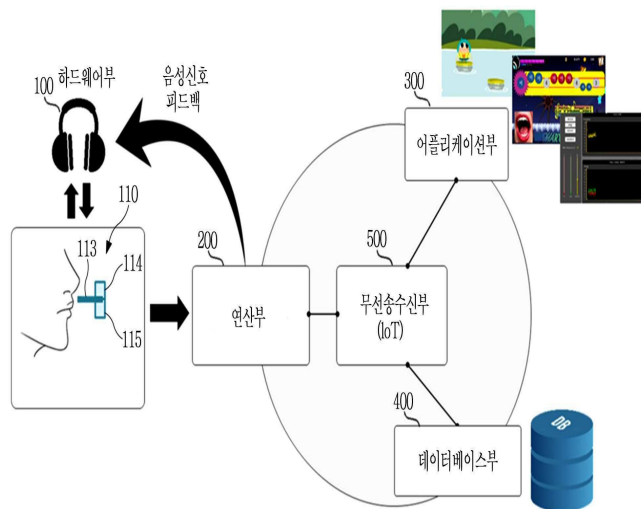 100
하드웨어부
음성신호
피드백
300
어플리케이션부
110
113
114
115
200
연산부
500
무선송수신부
(IoT)
400
데이터베이스부
DB